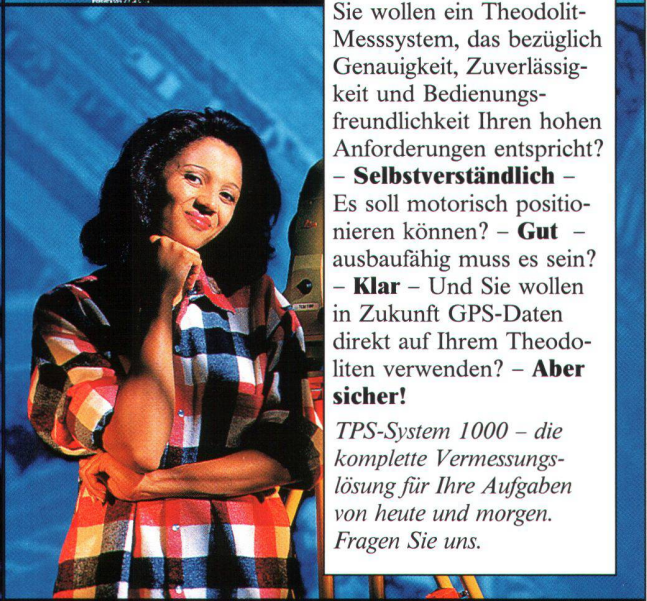 Sie wollen ein Theodolit-
Messsystem, das bezüglich
Genauigkeit, Zuverlässig-
keit und Bedienungs-
freundlichkeit Ihren hohen
Anforderungen entspricht?
– Selbstverständlich –
Es soll motorisch positio-
nieren können? – Gut –
ausbaufähig muss es sein?
– Klar – Und Sie wollen
in Zukunft GPS-Daten
direkt auf Ihrem Theodo-
liten verwenden? – Aber
sicher!
TPS-System 1000 – die
komplette Vermessungs-
lösung für Ihre Aufgaben
von heute und morgen.
Fragen Sie uns.